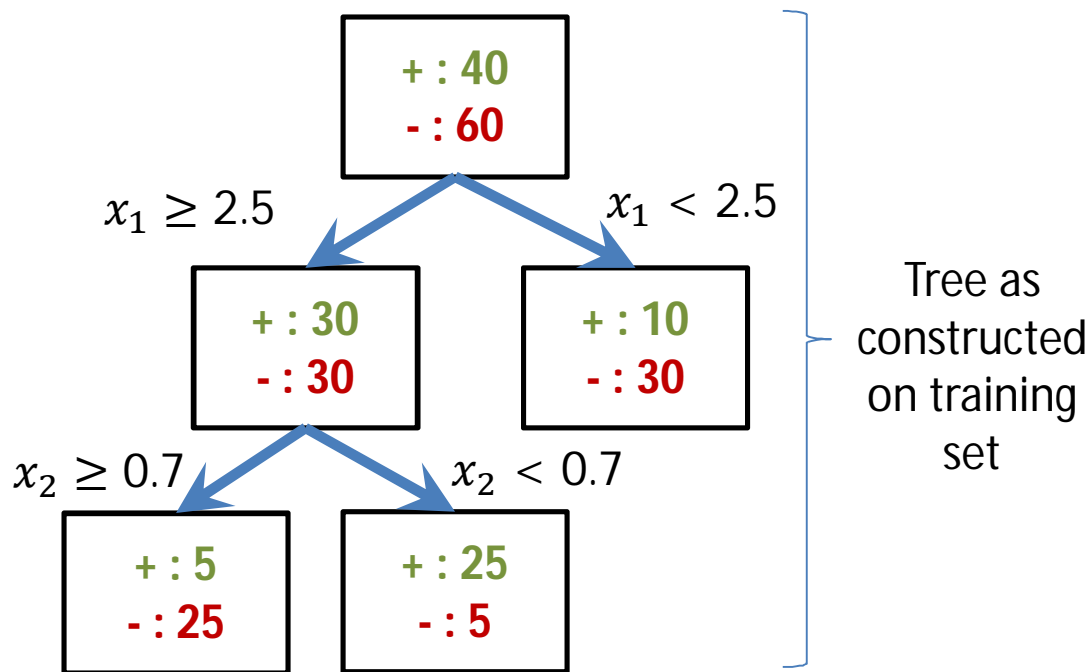 + : 40
- : 60
x₁ ≥ 2.5
x₁ < 2.5
+ : 30
- : 30
+ : 10
- : 30
x₂ ≥ 0.7
x₂ < 0.7
+ : 5
- : 25
+ : 25
- : 5
Tree as
constructed
on training
set